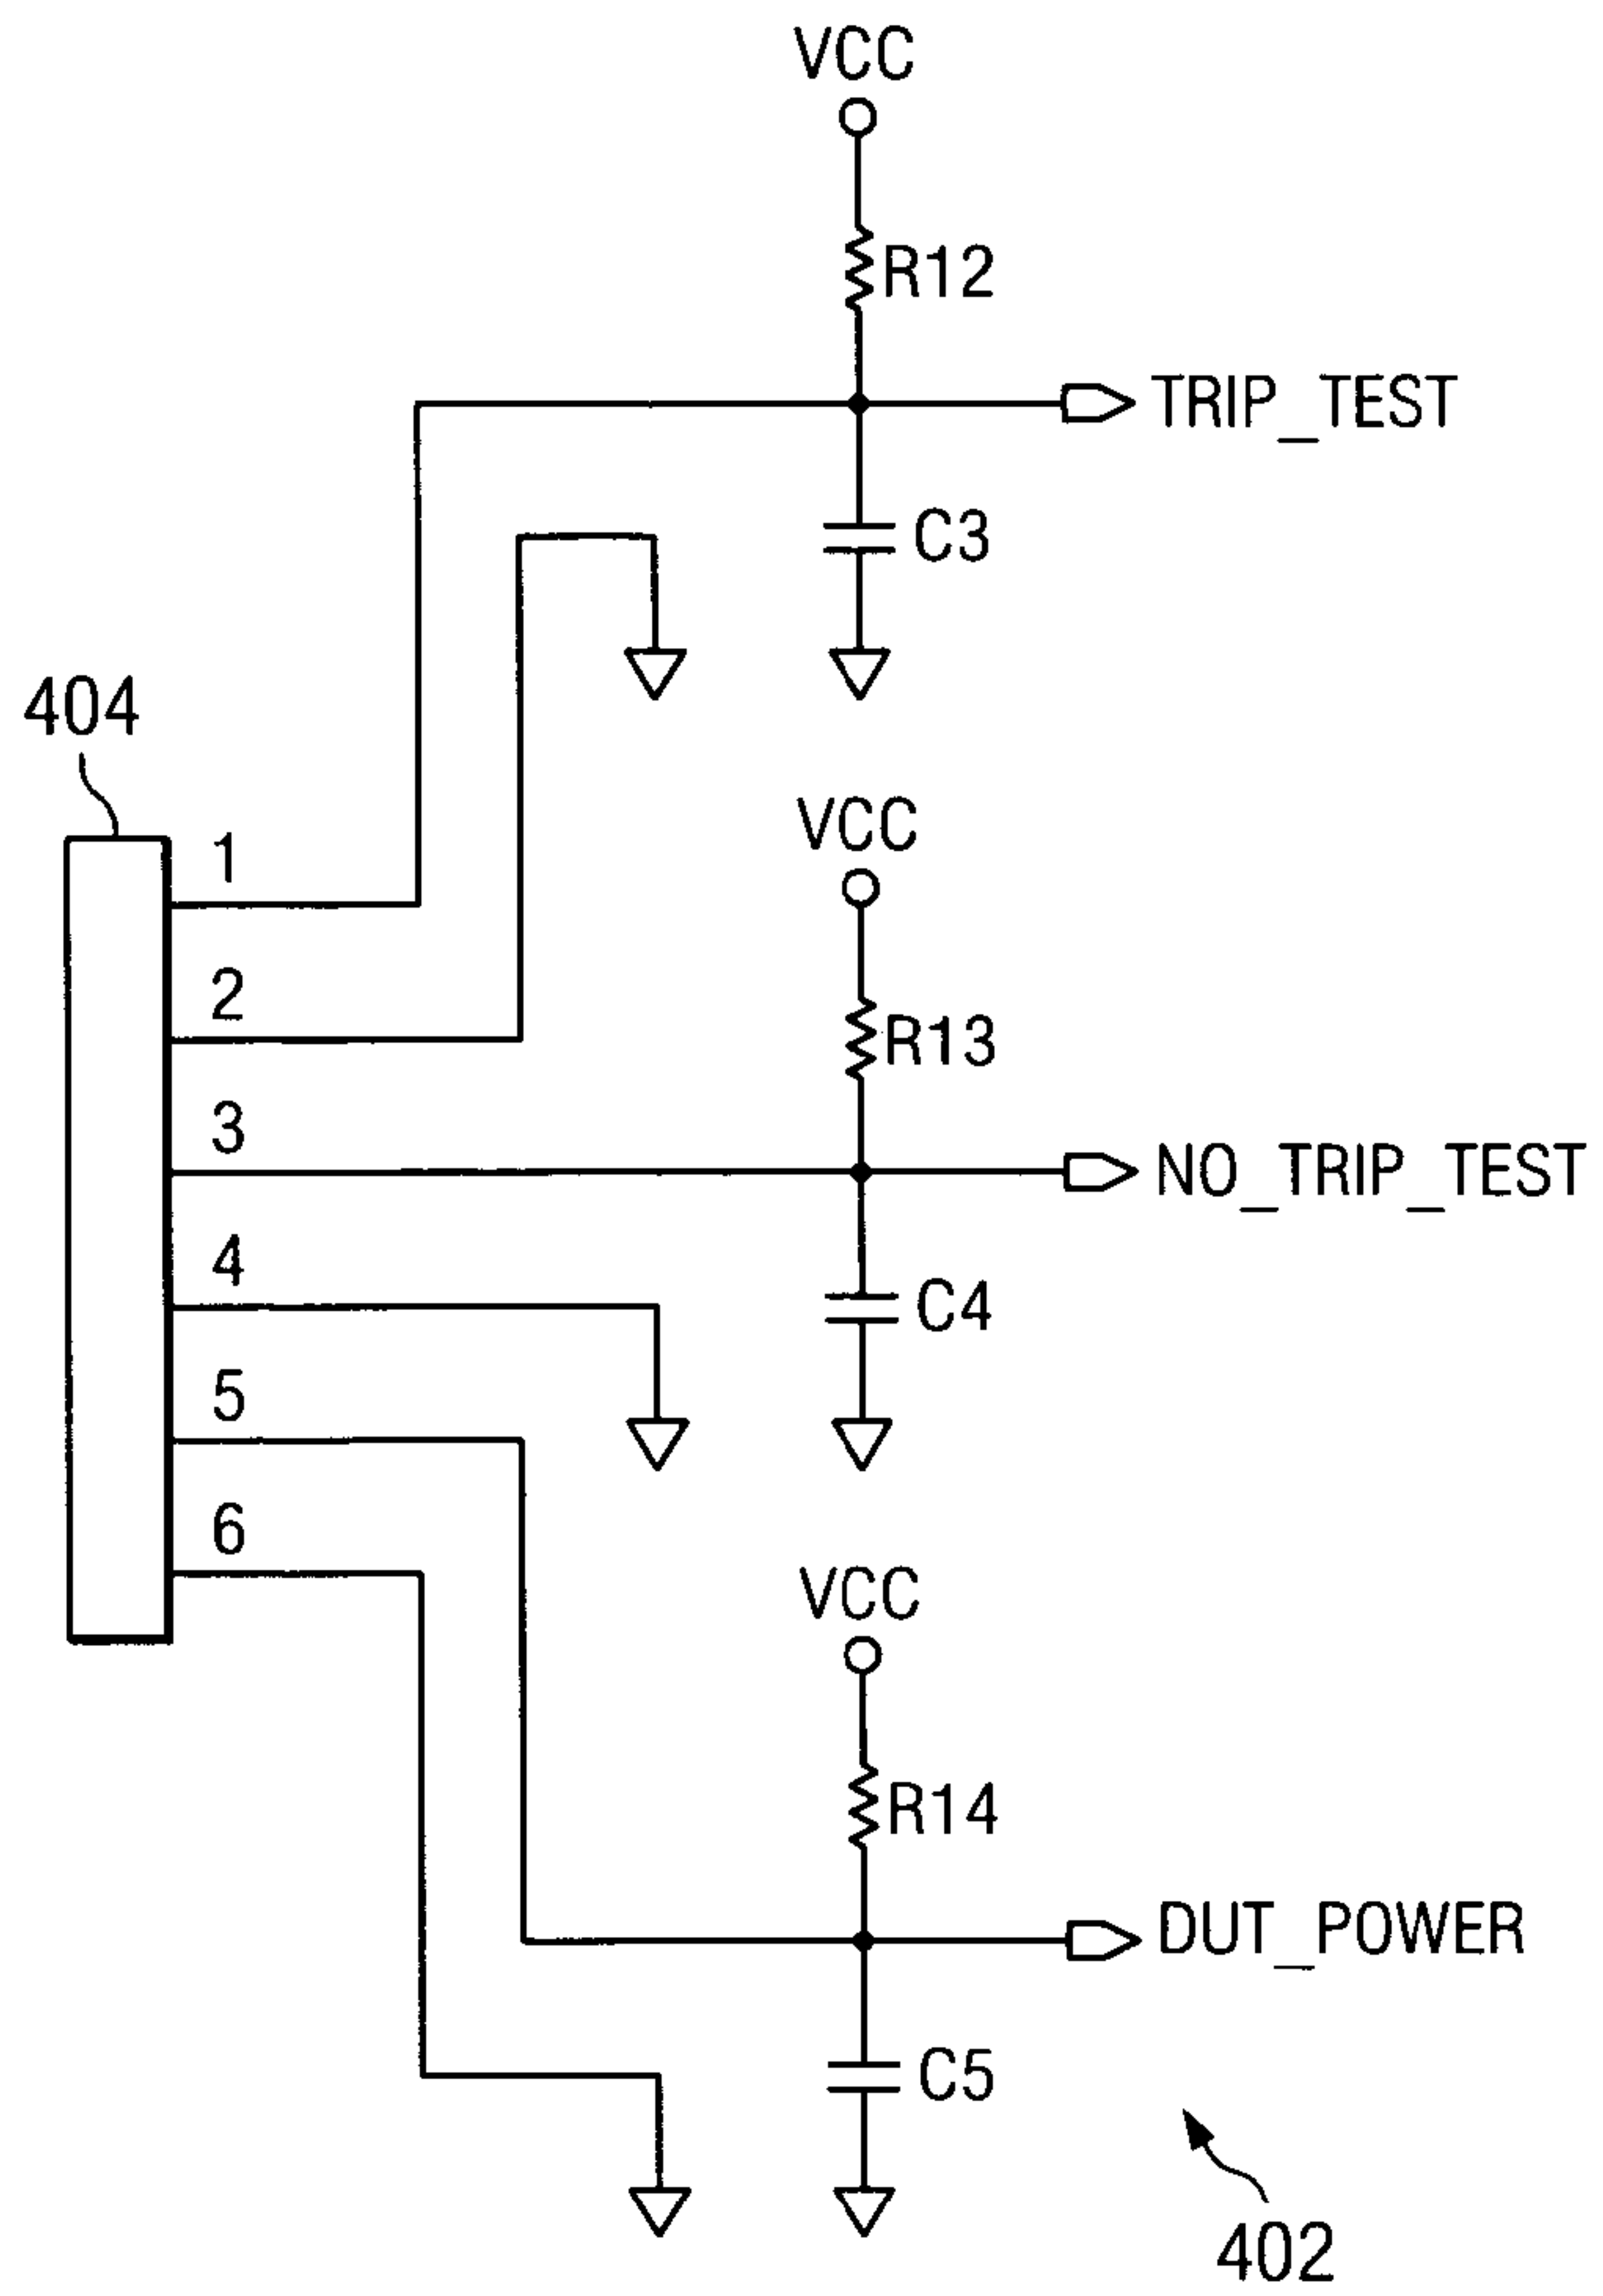 VCC
R12
TRIP_TEST
C3
404
1
VCC
2
R13
3
NO_TRIP_TEST
4
C4
5
6
VCC
R14
DUT_POWER
C5
402